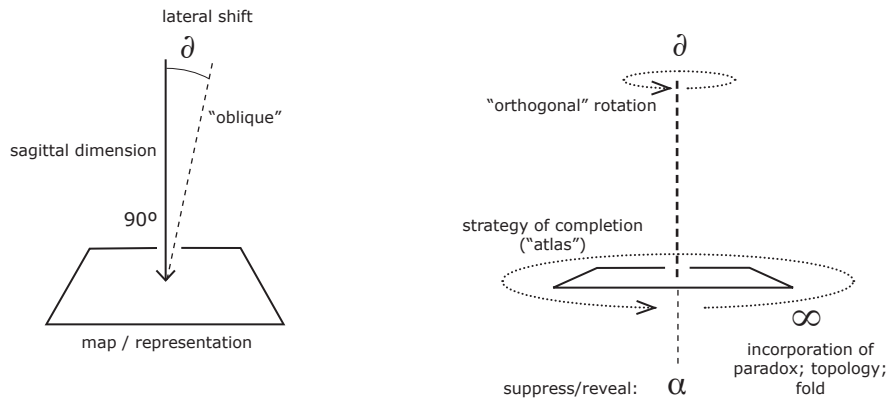 lateral shift
∂
“oblique”
sagittal dimension
90º
map / representation
∂
“orthogonal” rotation
strategy of completion
(“atlas”)
∞
incorporation of
paradox; topology;
fold
suppress/reveal: α